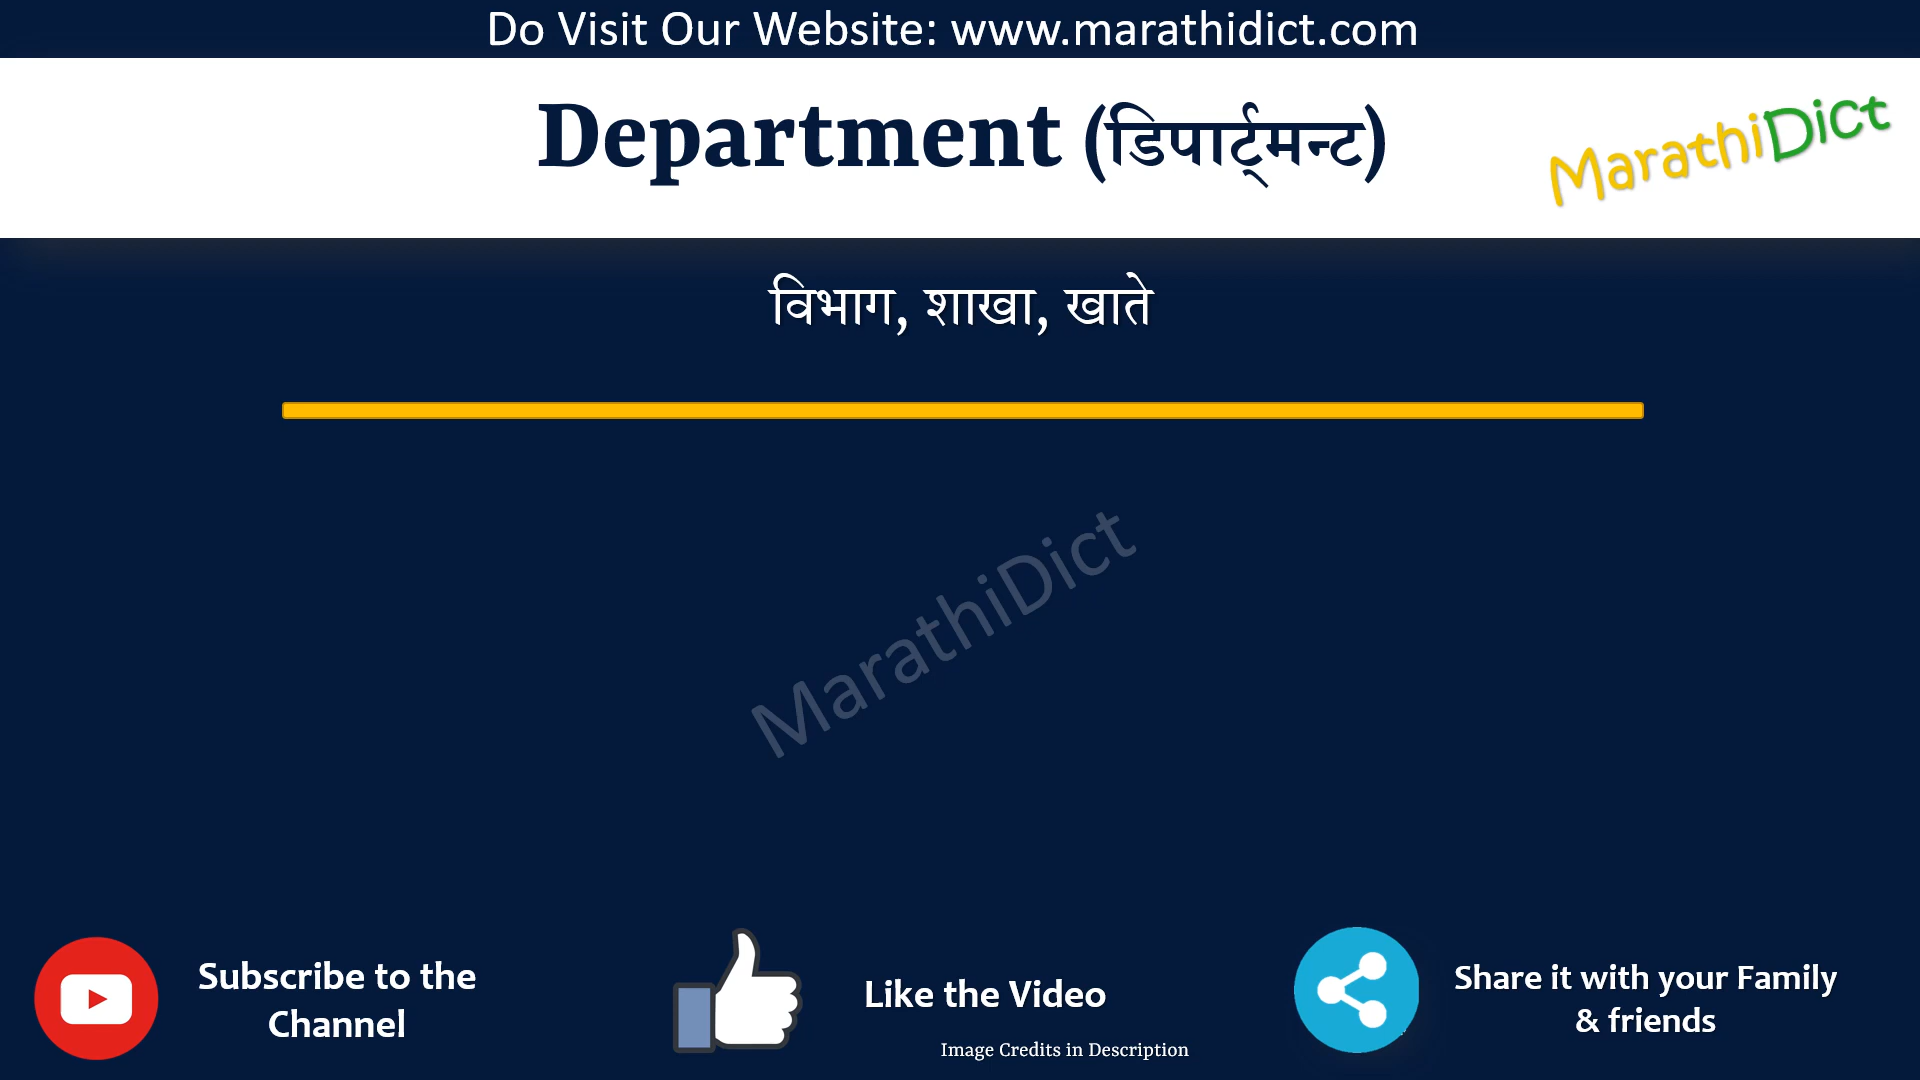 Do Visit Our Website: www.marathidict.com
Department (डिपार्ट्मन्ट)
MarathiDict
विभाग, शाखा, खाते
MarathiDict
Subscribe to the
Channel
Like the Video
Share it with your Family
& friends
Image Credits in Description